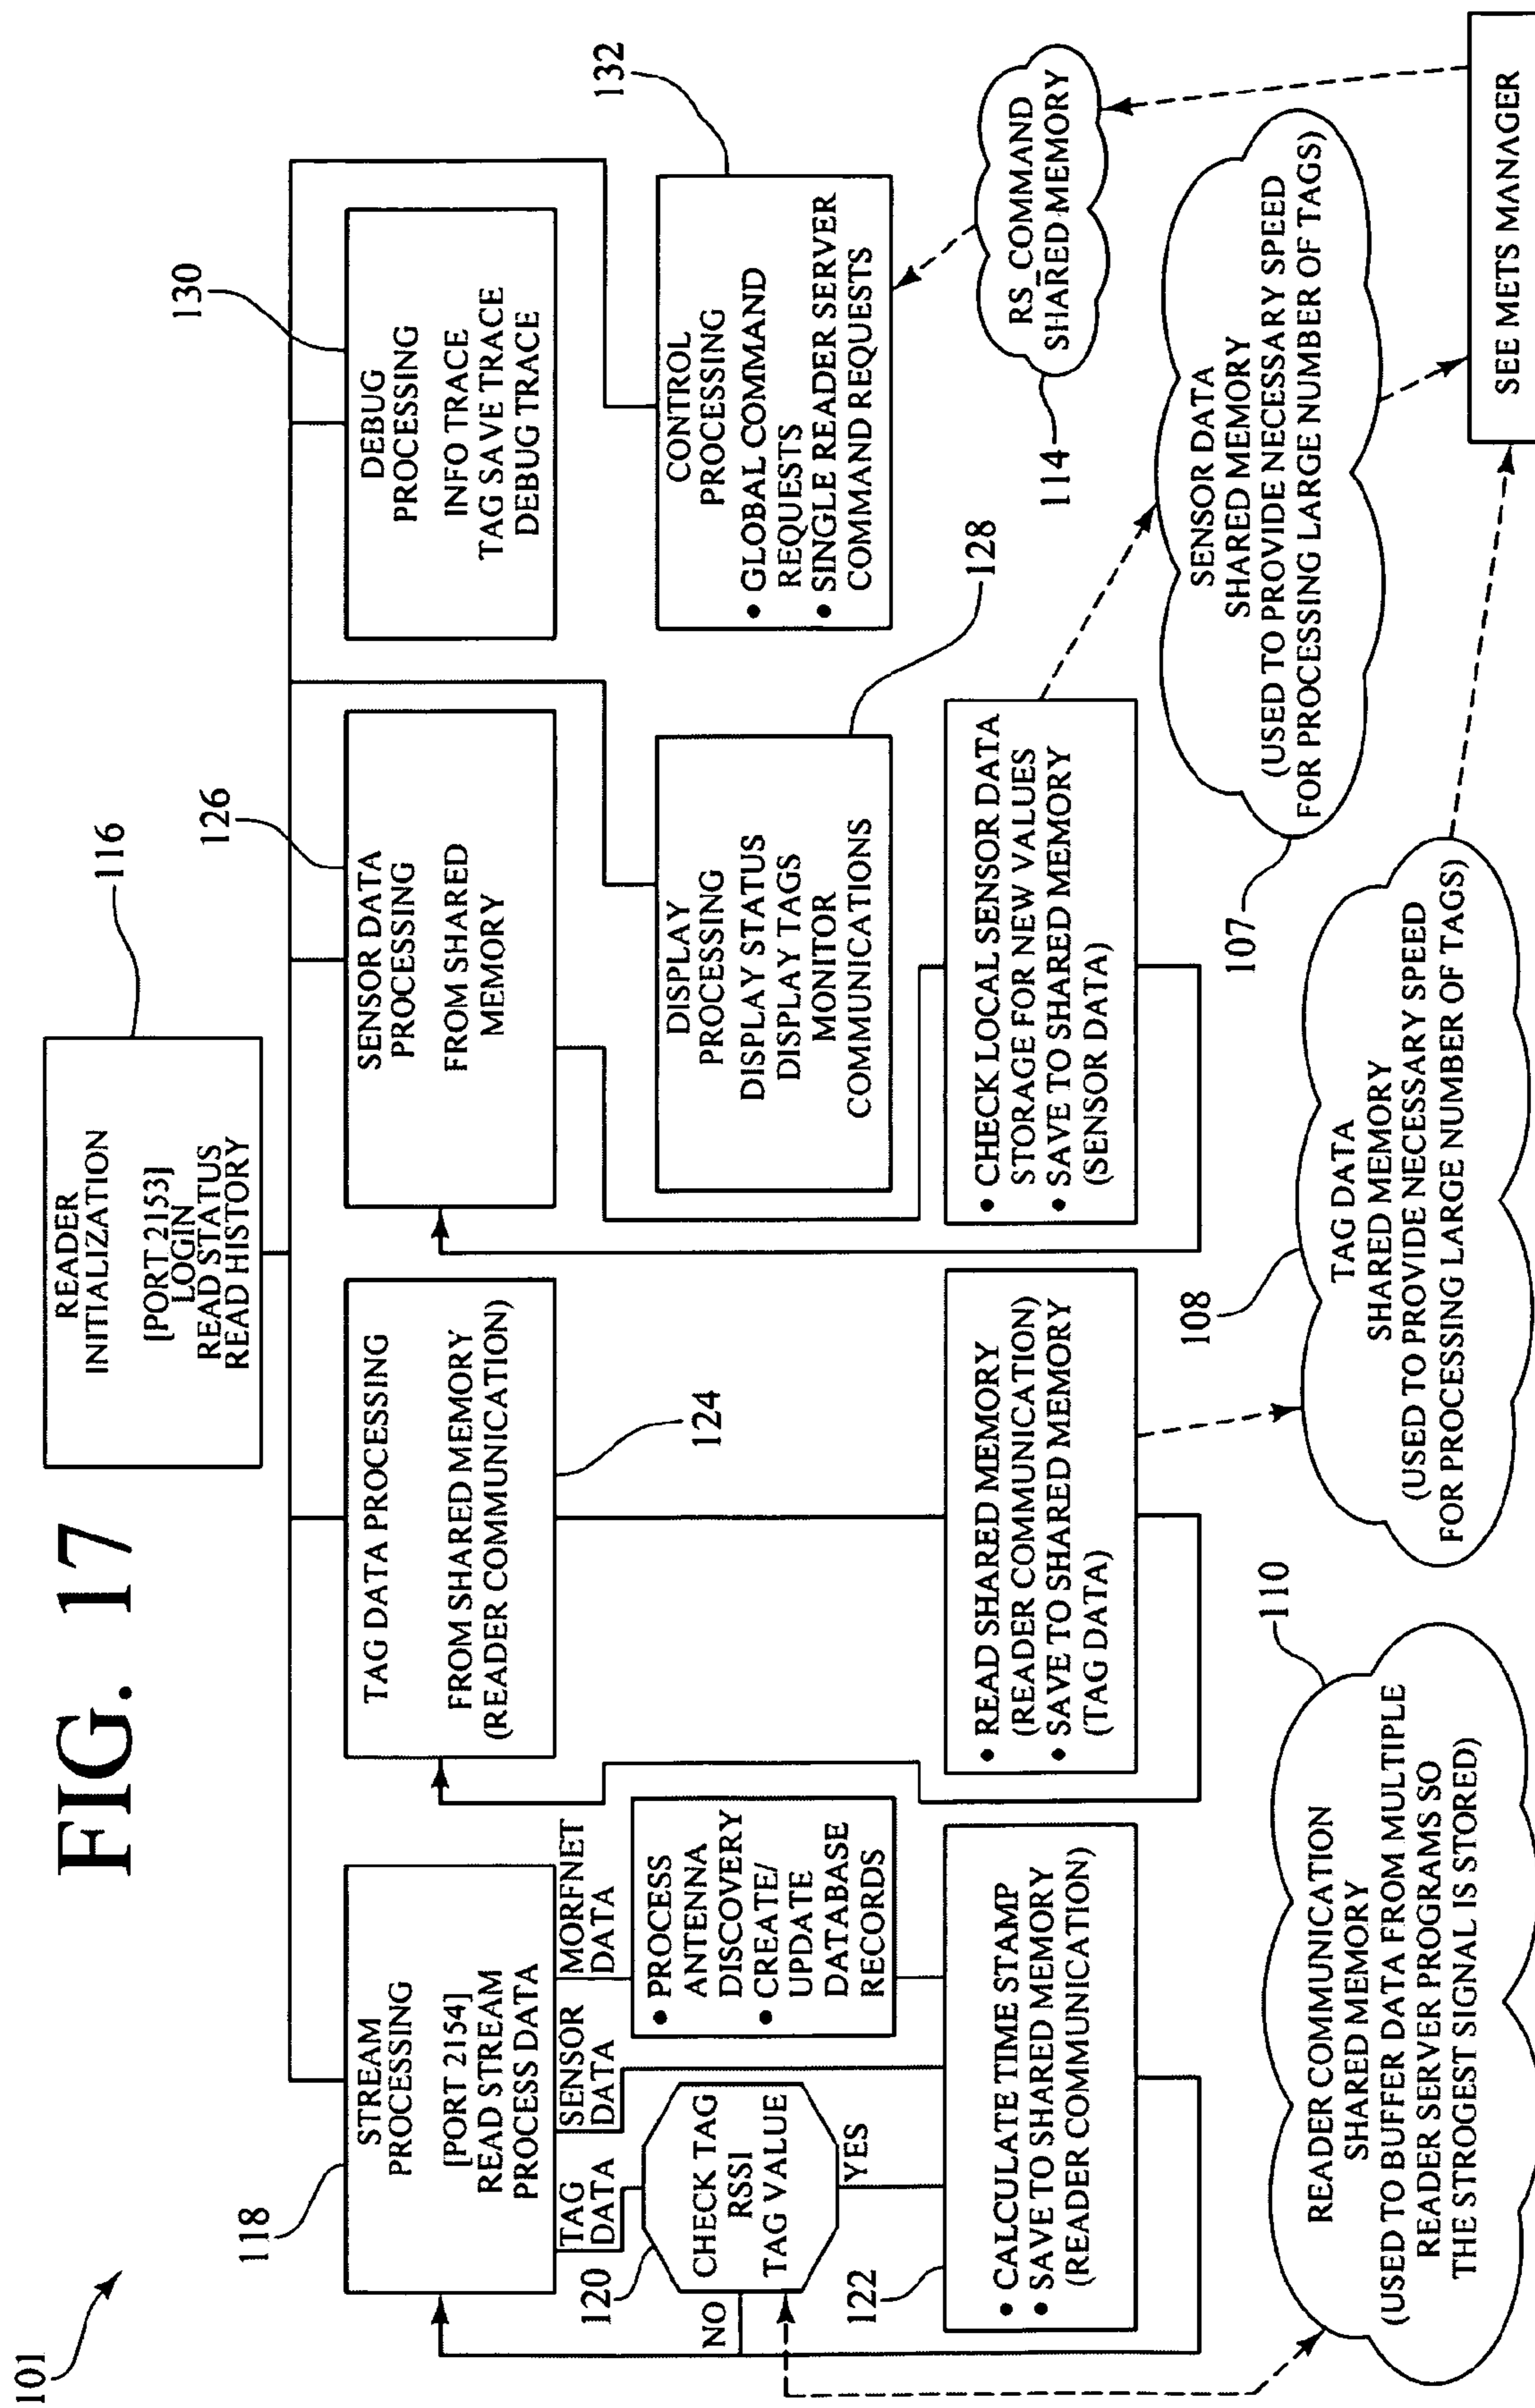 FIG. 17
101
READER
INITIALIZATION
[PORT 2153]
LOGIN
READ STATUS
READ HISTORY
116
118
STREAM
PROCESSING
[PORT 2154]
READ STREAM
PROCESS DATA
TAG DATA PROCESSING
FROM SHARED MEMORY
(READER COMMUNICATION)
124
126
SENSOR DATA
PROCESSING
FROM SHARED
MEMORY
130
DEBUG
PROCESSING
INFO TRACE
TAG SAVE TRACE
DEBUG TRACE
TAG
DATA
SENSOR
DATA
MORFNET
DATA
120
CHECK TAG
RSSI
TAG VALUE
NO
YES
• PROCESS
ANTENNA
DISCOVERY
• CREATE/
UPDATE
DATABASE
RECORDS
DISPLAY
PROCESSING
DISPLAY STATUS
DISPLAY TAGS
MONITOR
COMMUNICATIONS
128
132
CONTROL
PROCESSING
• GLOBAL COMMAND
REQUESTS
• SINGLE READER SERVER
COMMAND REQUESTS
122
• CALCULATE TIME STAMP
• SAVE TO SHARED MEMORY
(READER COMMUNICATION)
• READ SHARED MEMORY
(READER COMMUNICATION)
• SAVE TO SHARED MEMORY
(TAG DATA)
• CHECK LOCAL SENSOR DATA
STORAGE FOR NEW VALUES
• SAVE TO SHARED MEMORY
(SENSOR DATA)
RS_COMMAND
SHARED MEMORY
114
READER COMMUNICATION
SHARED MEMORY
(USED TO BUFFER DATA FROM MULTIPLE
READER SERVER PROGRAMS SO
THE STROGEST SIGNAL IS STORED)
110
108
TAG DATA
SHARED MEMORY
(USED TO PROVIDE NECESSARY SPEED
FOR PROCESSING LARGE NUMBER OF TAGS)
107
SENSOR DATA
SHARED MEMORY
(USED TO PROVIDE NECESSARY SPEED
FOR PROCESSING LARGE NUMBER OF TAGS)
SEE METS MANAGER